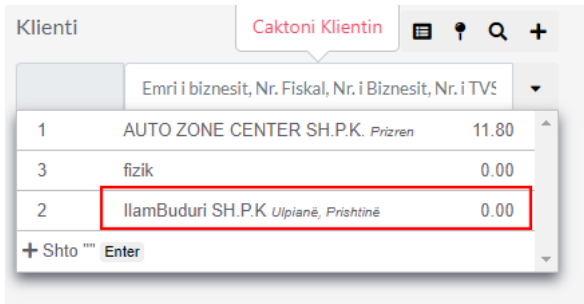 Klienti
Caktoni Klientin
Emri i biznesit, Nr. Fiskal, Nr. i Biznesit, Nr. i TVS
1 AUTO ZONE CENTER SH.P.K. Prizren 11.80
3 fizik 0.00
2 IlamBuduri SH.P.K Ulpianë, Prishtinë 0.00
+ Shto "" Enter